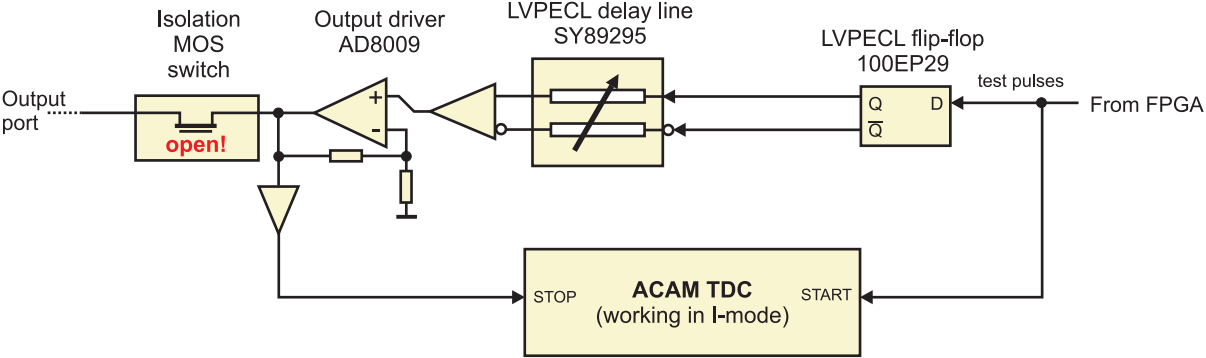 Isolation
MOS
switch
Output driver
AD8009
LVPECL delay line
SY89295
LVPECL flip-flop
100EP29
test pulses
Output
port
open!
+
-
Q
D
Q
From FPGA
STOP
ACAM TDC
(working in I-mode)
START